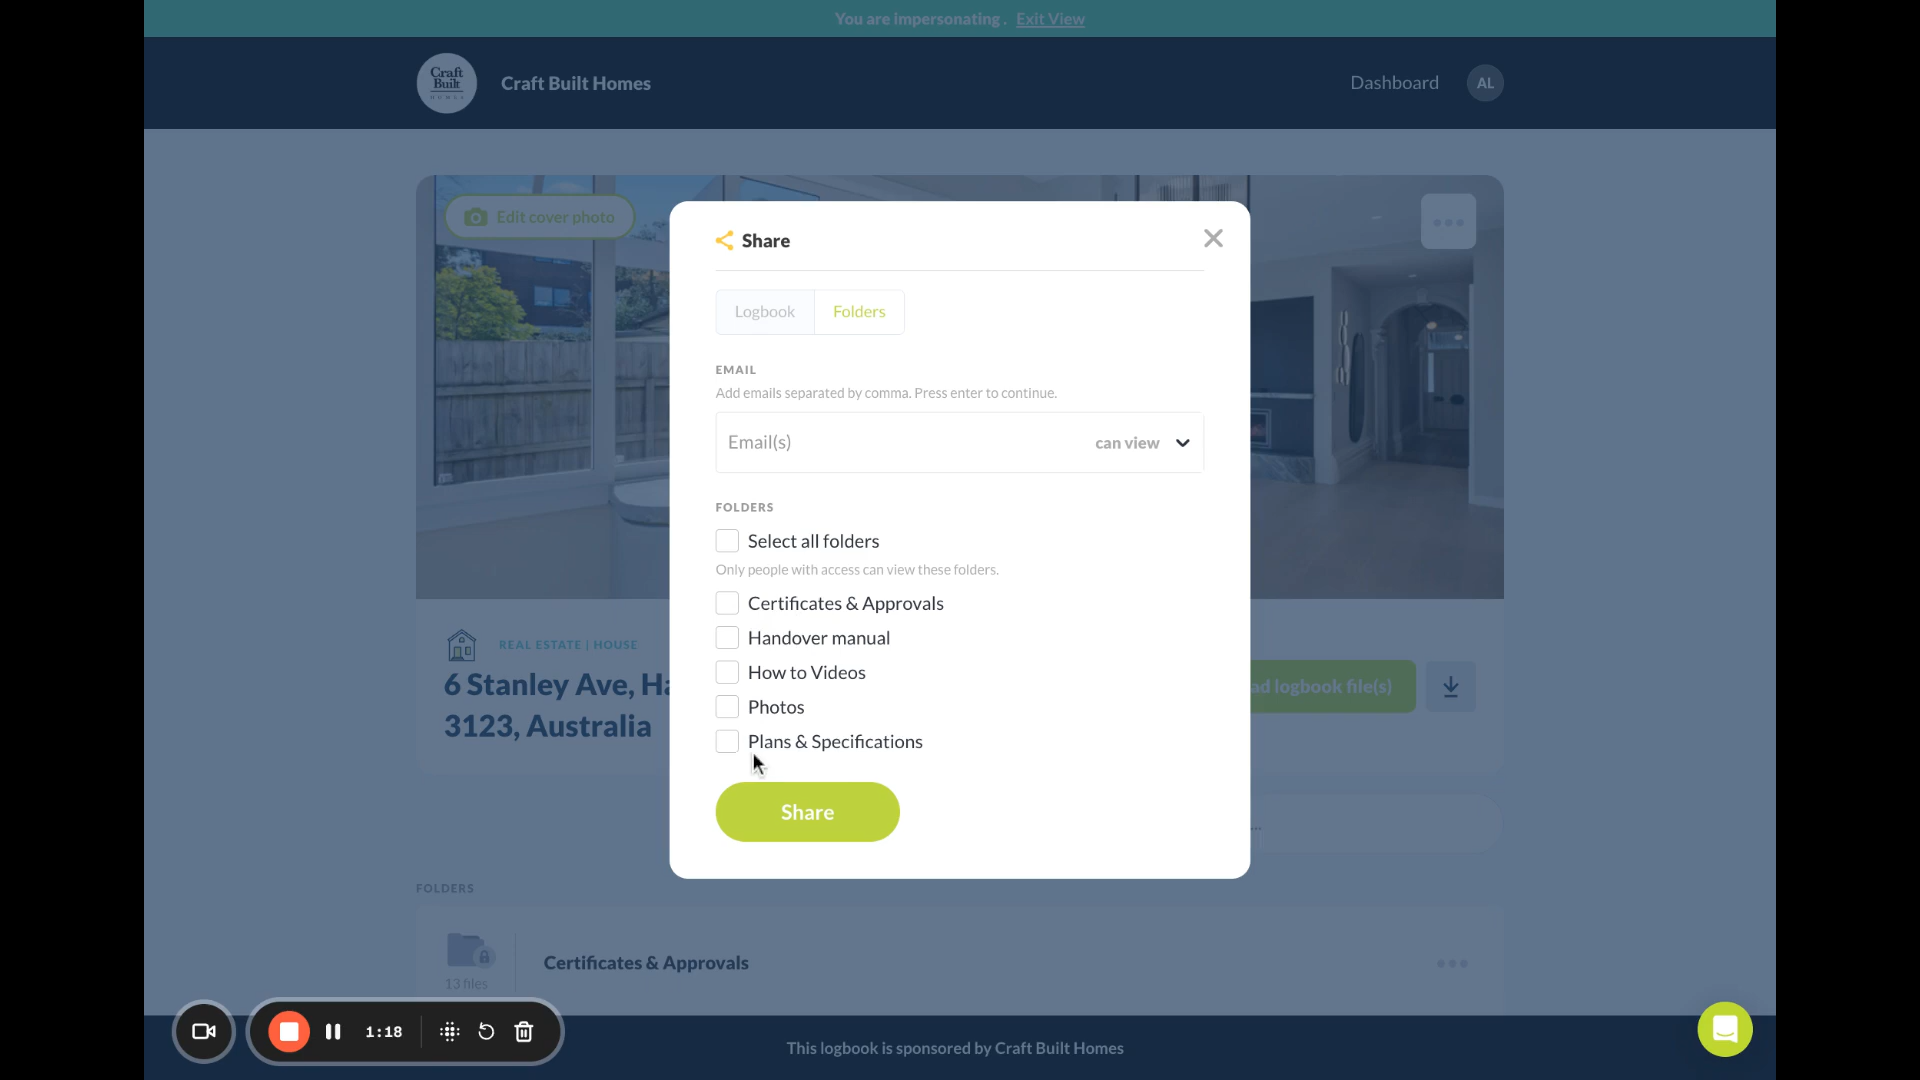 You are impersonating . Exit View
Craft
Built
HOMES
Craft Built Homes
Dashboard
AL
Edit cover photo
Share
Logbook
Folders
EMAIL
Add emails separated by comma. Press enter to continue.
Email(s)
can view
FOLDERS
Select all folders
Only people with access can view these folders.
Certificates & Approvals
Handover manual
How to Videos
Photos
Plans & Specifications
Share
REAL ESTATE | HOUSE
6 Stanley Ave, Ha
3123, Australia
ad logbook file(s)
...
FOLDERS
13 files
Certificates & Approvals
1:18
This logbook is sponsored by Craft Built Homes